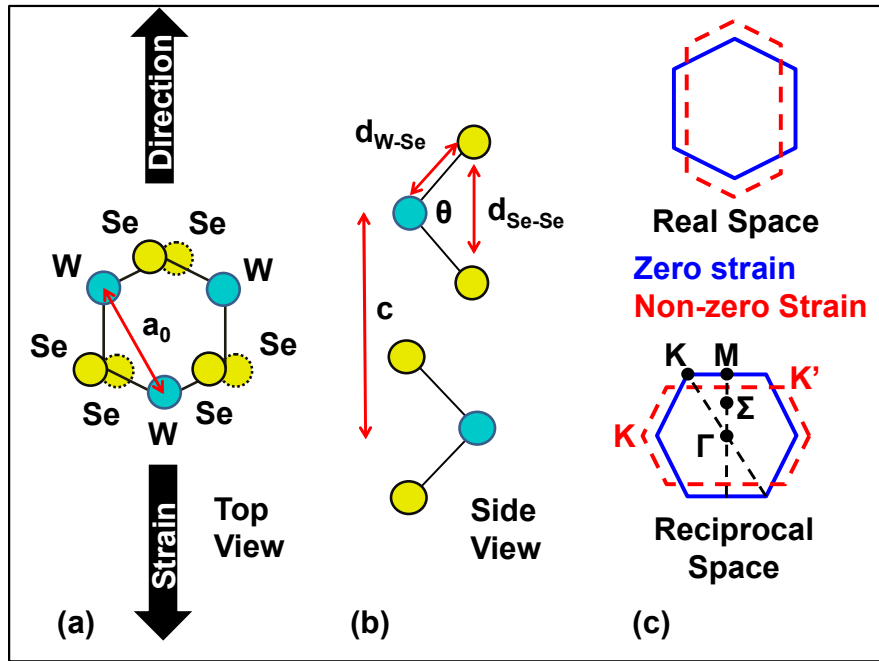 Direction
Strain
Se
Se
W
W
a0
Se
Se
Se
Se
W
Top
View
(a)
dW-Se
θ
dSe-Se
c
Side
View
(b)
Real Space
Zero strain
Non-zero Strain
K
M
K'
Σ
K
Γ
Reciprocal
Space
(c)